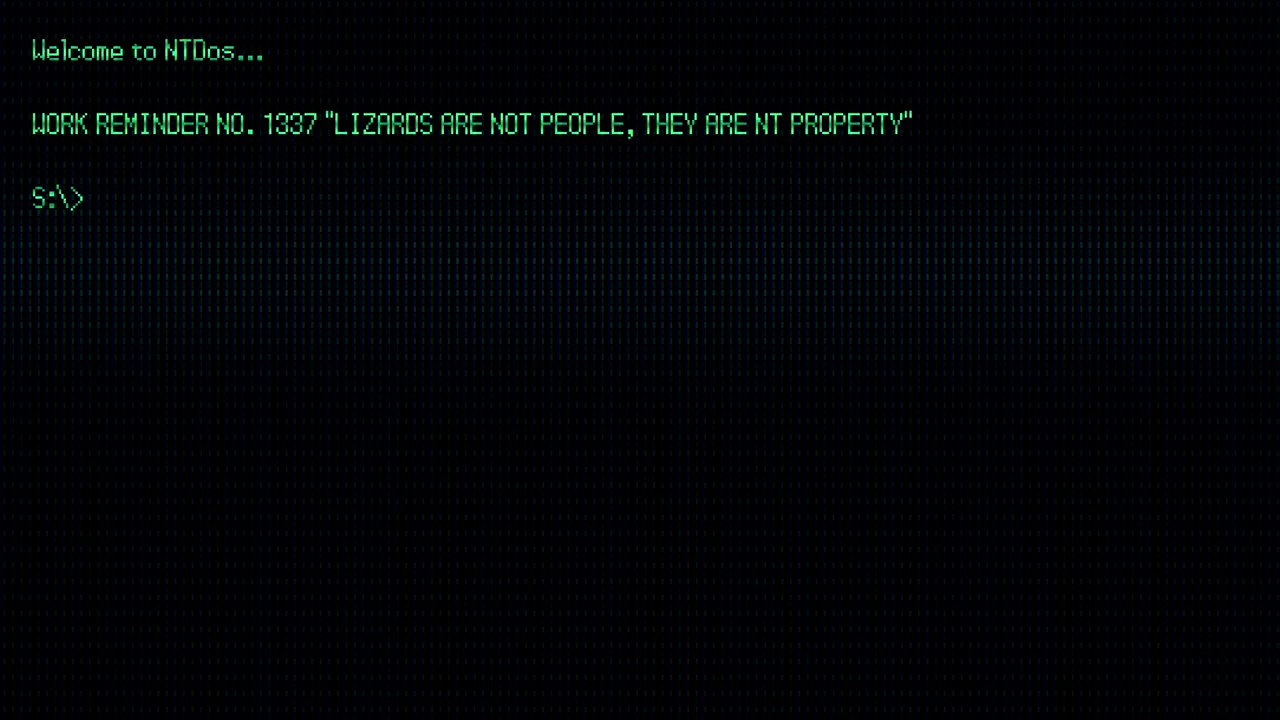 Welcome to NTDos...
WORK REMINDER NO. 1337 "LIZARDS ARE NOT PEOPLE, THEY ARE NT PROPERTY"
S:\>